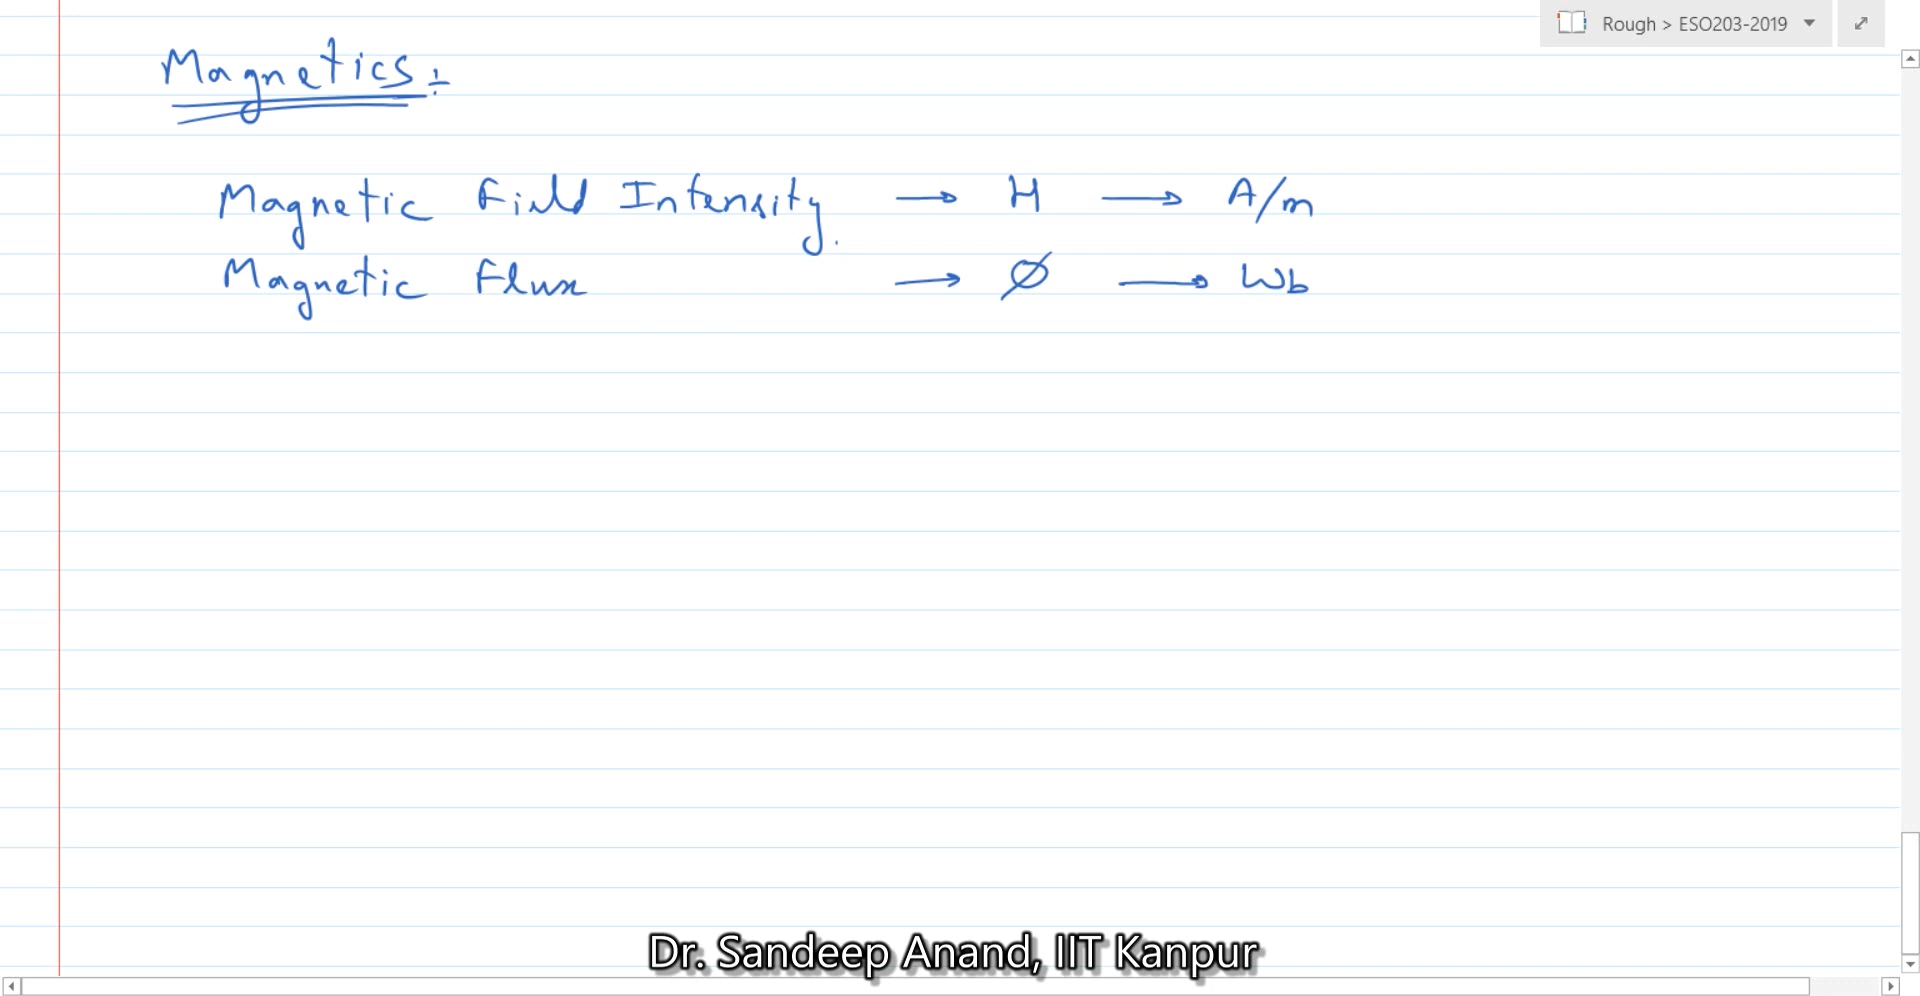 Rough > ESO203-2019
Magnetics:
Magnetic Field Intensity → H → A/m
Magnetic Flux → Ø → Wb
Dr. Sandeep Anand, IIT Kanpur